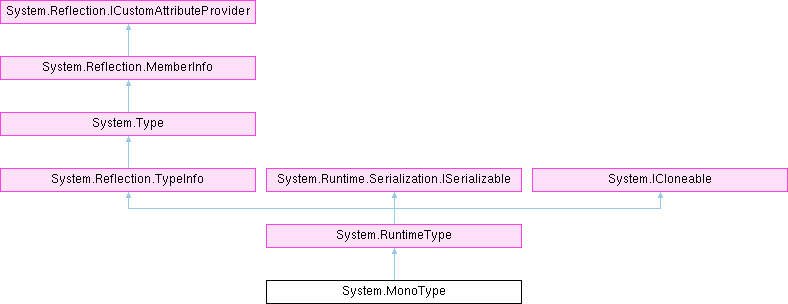 System.Reflection.ICustomAttributeProvider
System.Reflection.MemberInfo
System.Type
System.Reflection.TypeInfo
System.Runtime.Serialization.ISerializable
System.ICloneable
System.RuntimeType
System.MonoType